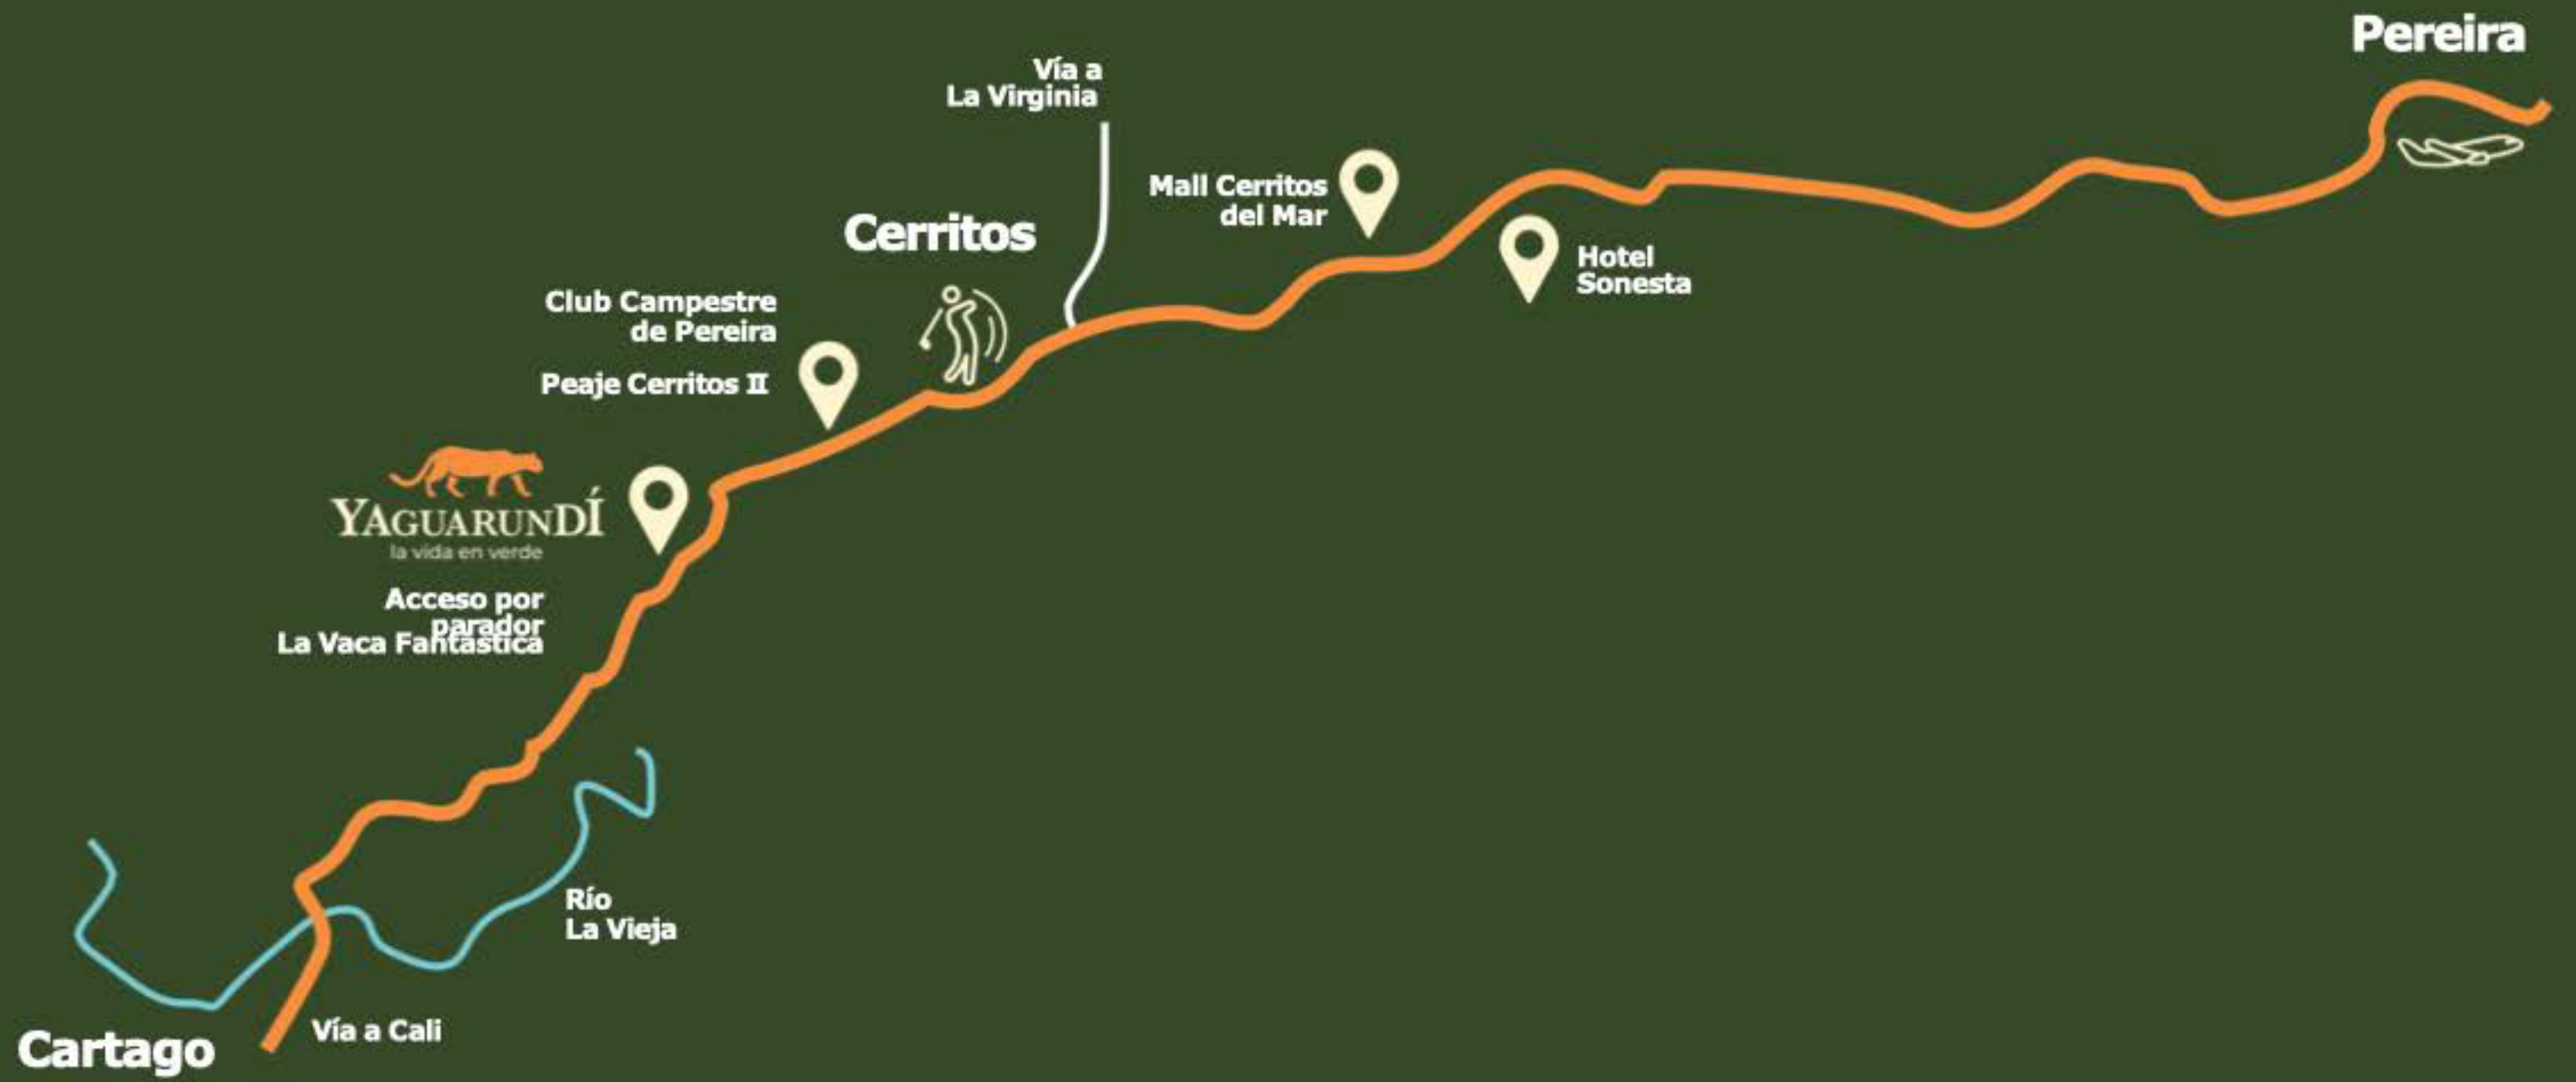 Pereira
Vía a
La Virginia
Mall Cerritos
del Mar
Cerritos
Hotel
Sonesta
Club Campestre
de Pereira
Peaje Cerritos II
YAGUARUNDÍ
la vida en verde
Acceso por
parador
La Vaca Fantástica
Río
La Vieja
Vía a Cali
Cartago